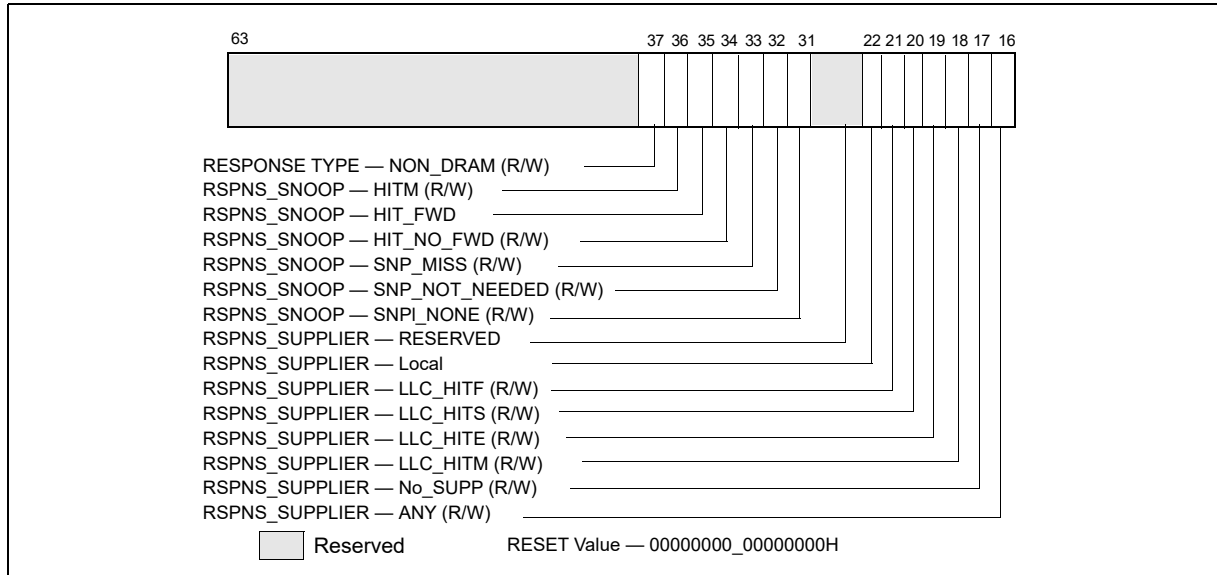 63 37 36 35 34 33 32 31 22 21 20 19 18 17 16
RESPONSE TYPE — NON_DRAM (R/W)
RSPNS_SNOOP — HITM (R/W)
RSPNS_SNOOP — HIT_FWD
RSPNS_SNOOP — HIT_NO_FWD (R/W)
RSPNS_SNOOP — SNP_MISS (R/W)
RSPNS_SNOOP — SNP_NOT_NEEDED (R/W)
RSPNS_SNOOP — SNPl_NONE (R/W)
RSPNS_SUPPLIER — RESERVED
RSPNS_SUPPLIER — Local
RSPNS_SUPPLIER — LLC_HITF (R/W)
RSPNS_SUPPLIER — LLC_HITS (R/W)
RSPNS_SUPPLIER — LLC_HITE (R/W)
RSPNS_SUPPLIER — LLC_HITM (R/W)
RSPNS_SUPPLIER — No_SUPP (R/W)
RSPNS_SUPPLIER — ANY (R/W)
Reserved RESET Value — 00000000_00000000H